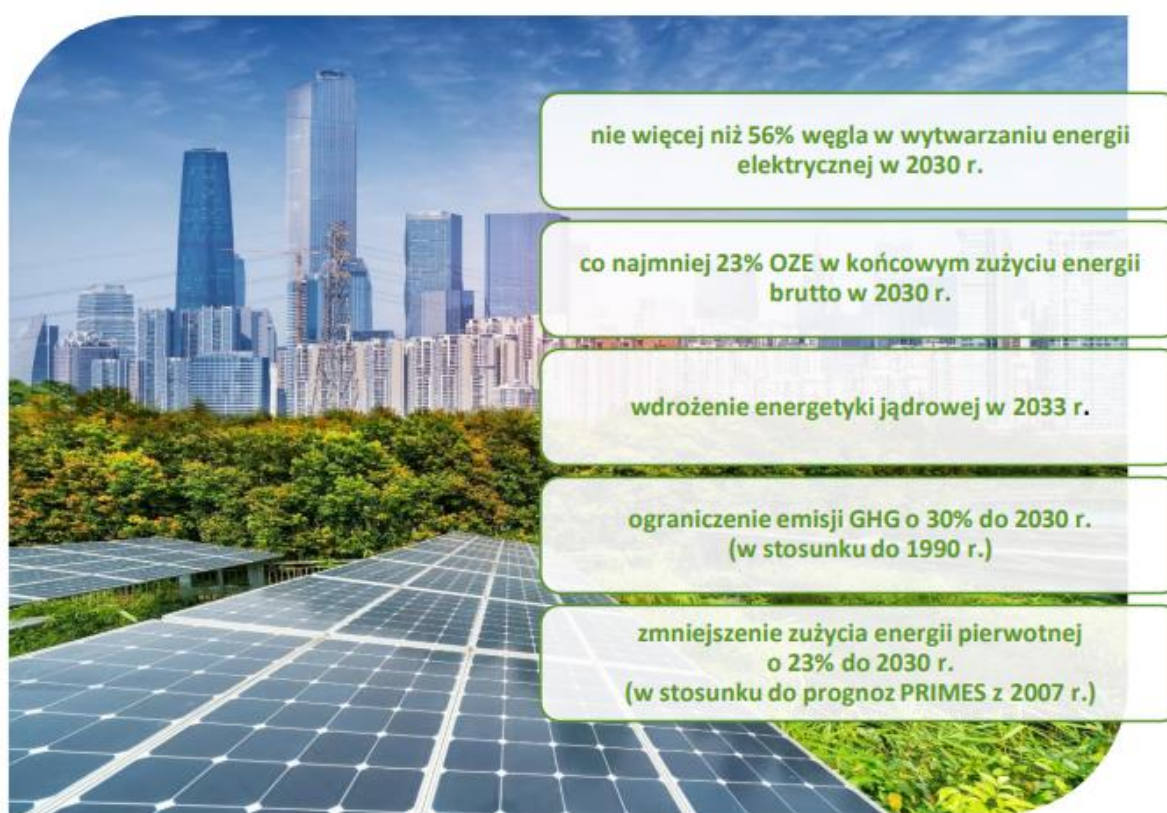 nie więcej niż 56% węgla w wytwarzaniu energii
elektrycznej w 2030 r.
co najmniej 23% OZE w końcowym zużyciu energii
brutto w 2030 r.
wdrożenie energetyki jądrowej w 2033 r.
ograniczenie emisji GHG o 30% do 2030 r.
(w stosunku do 1990 r.)
zmniejszenie zużycia energii pierwotnej
o 23% do 2030 r.
(w stosunku do prognoz PRIMES z 2007 r.)